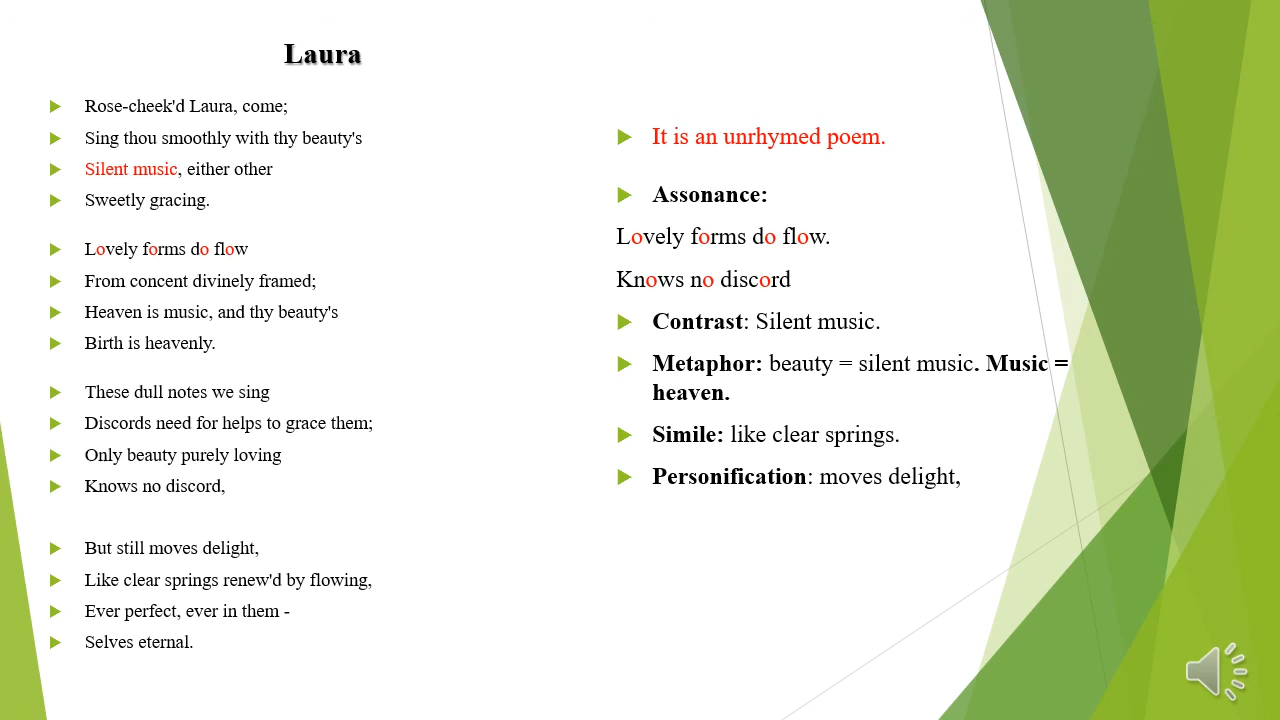 Laura
Rose-cheek'd Laura, come;
Sing thou smoothly with thy beauty's
Silent music, either other
Sweetly gracing.
Lovely forms do flow
From concent divinely framed;
Heaven is music, and thy beauty's
Birth is heavenly.
These dull notes we sing
Discords need for helps to grace them;
Only beauty purely loving
Knows no discord,
But still moves delight,
Like clear springs renew'd by flowing,
Ever perfect, ever in them -
Selves eternal.
It is an unrhymed poem.
Assonance:
Lovely forms do flow.
Knows no discord
Contrast: Silent music.
Metaphor: beauty = silent music. Music =
heaven.
Simile: like clear springs.
Personification: moves delight,